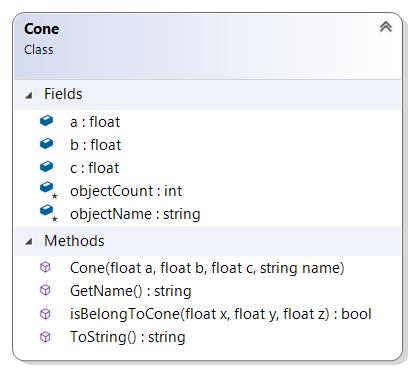 Cone
Class
Fields
a : float
b : float
c : float
objectCount : int
objectName : string
Methods
Cone(float a, float b, float c, string name)
GetName() : string
isBelongToCone(float x, float y, float z) : bool
ToString() : string